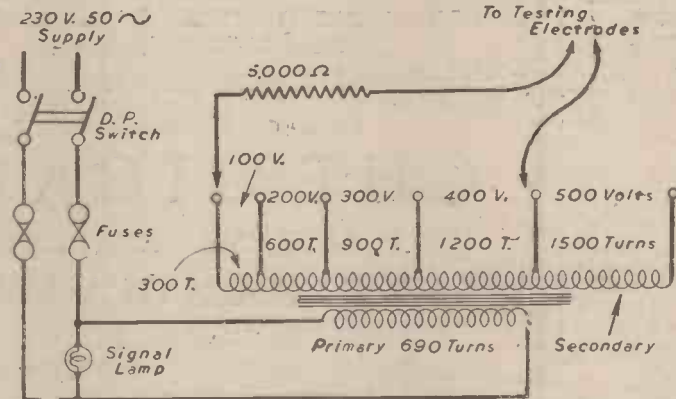 230 V. 50 ~
Supply
To Testing
Electrodes
5,000 Ω
D. P.
Switch
100 V.
200V.
300 V.
400 V.
500 Volts
Fuses
600T.
900 T.
1200 T.
1500 Turns
300 T.
Signal
Lamp
Primary 690 Turns
Secondary